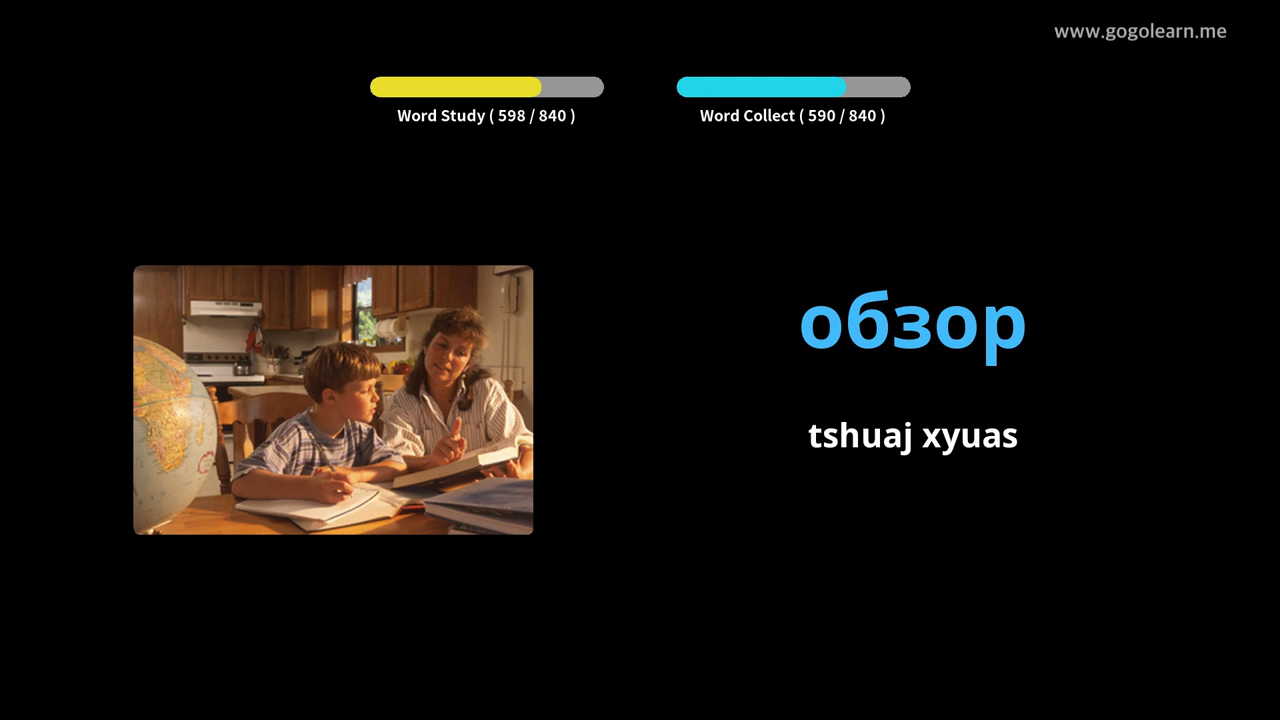 www.gogolearn.me
Word Study ( 598 / 840 )
Word Collect ( 590 / 840 )
обзор
tshuaj xyuas